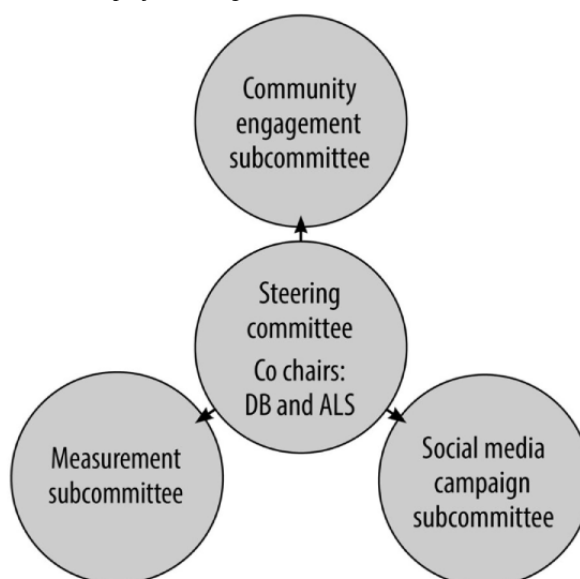 Community
engagement
subcommittee
Steering
committee
Co chairs:
DB and ALS
Measurement
subcommittee
Social media
campaign
subcommittee